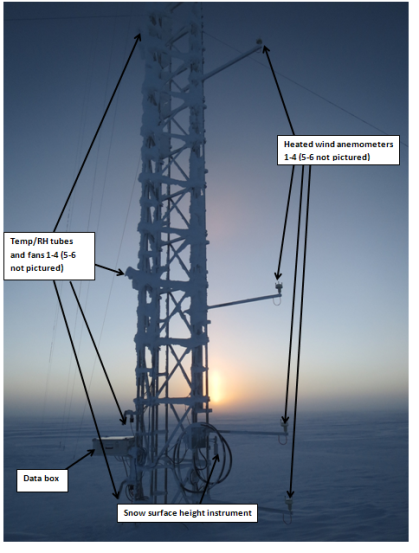 Heated wind anemometers
1-4 (5-6 not pictured)
Temp/RH tubes
and fans 1-4 (5-6
not pictured)
Data box
Snow surface height instrument